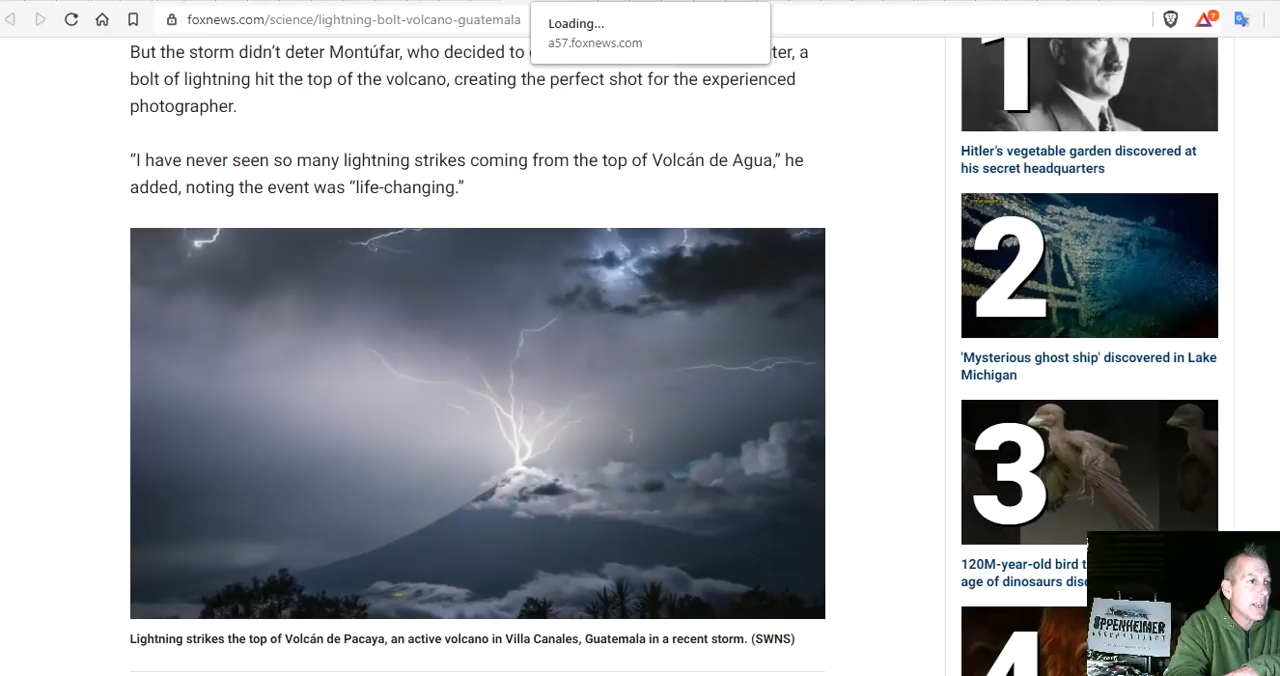 foxnews.com/science/lightning-bolt-volcano-guatemala
Loading...
a57.foxnews.com
But the storm didn’t deter Montúfar, who decided to
a
bolt of lightning hit the top of the volcano, creating the perfect shot for the experienced
photographer.
“I have never seen so many lightning strikes coming from the top of Volcán de Agua,” he
added, noting the event was “life-changing.”
Lightning strikes the top of Volcán de Pacaya, an active volcano in Villa Canales, Guatemala in a recent storm. (SWNS)
1
Hitler’s vegetable garden discovered at
his secret headquarters
2
'Mysterious ghost ship' discovered in Lake
Michigan
3
120M-year-old bird
age of dinosaurs
4
OPPENHEIMER